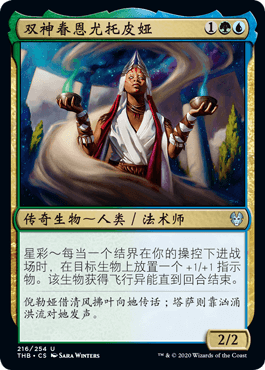 双神眷恩尤托皮娅
1
传奇生物~人类 / 法术师
星彩~每当一个结界在你的操控下进战
场时，在目标生物上放置一个 +1/+1 指示
物。该生物获得飞行异能直到回合结束。
倪勒娅借清风拂叶向她传话；塔萨则靠汹涌
洪流对她发声。
2/2
216/254 U
THB • CS SARA WINTERS
™ & © 2020 Wizards of the Coast